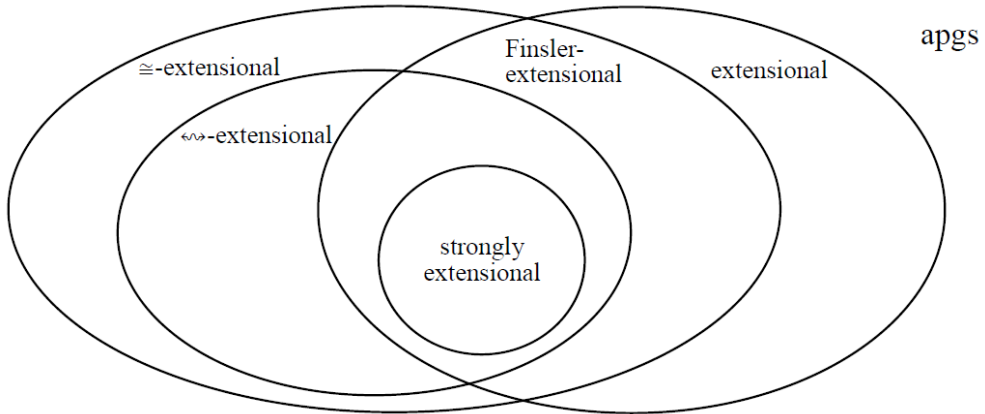 apgs
Finsler-
extensional
≅-extensional
extensional
↭-extensional
strongly
extensional